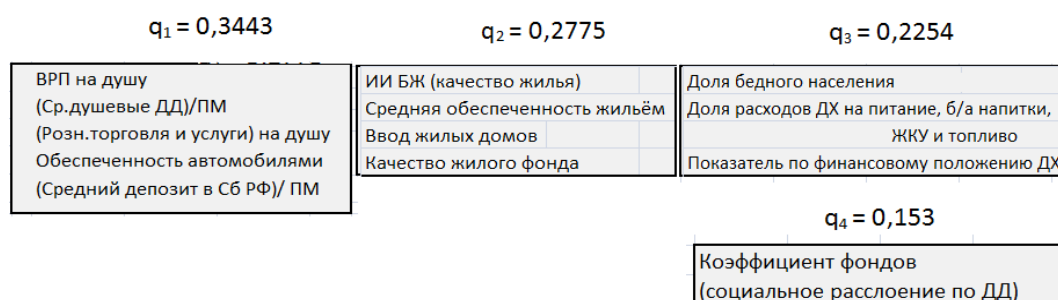 q₁ = 0,3443
ВРП на душу
(Ср.душевые ДД)/ПМ
(Розн.торговля и услуги) на душу
Обеспеченность автомобилями
(Средний депозит в Сб РФ)/ ПМ
q₂ = 0,2775
ИИ БЖ (качество жилья)
Средняя обеспеченность жильём
Ввод жилых домов
Качество жилого фонда
q₃ = 0,2254
Доля бедного населения
Доля расходов ДХ на питание, б/а напитки,
ЖКУ и топливо
Показатель по финансовому положению ДХ
q₄ = 0,153
Коэффициент фондов
(социальное расслоение по ДД)